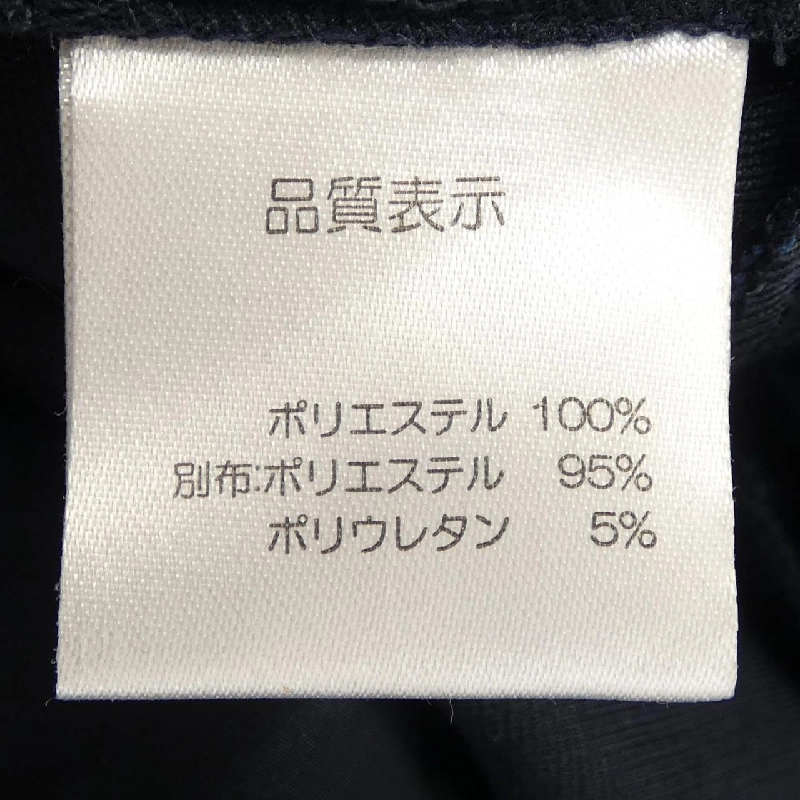 品質表示
ポリエステル 100%
別布:ポリエステル 95%
ポリウレタン 5%